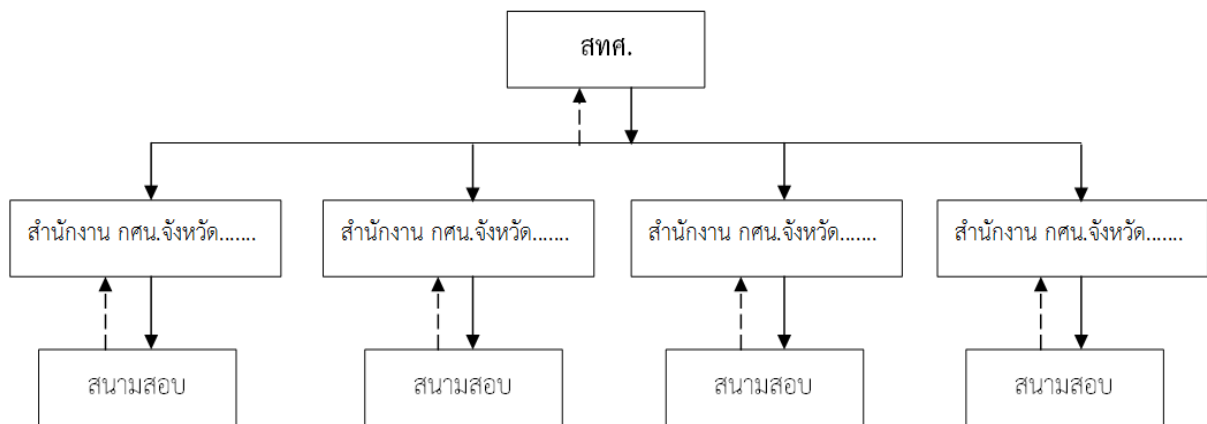 สทศ.
สำนักงาน กศน.จังหวัด.......
สำนักงาน กศน.จังหวัด.......
สำนักงาน กศน.จังหวัด.......
สำนักงาน กศน.จังหวัด.......
สนามสอบ
สนามสอบ
สนามสอบ
สนามสอบ